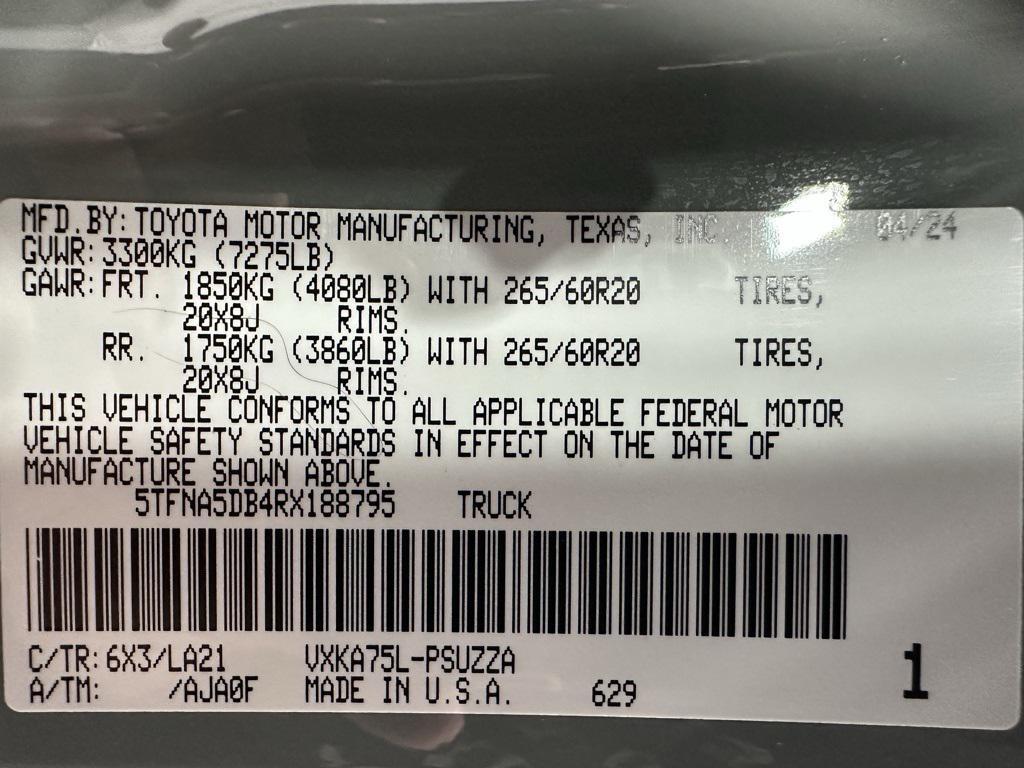 MFD.BY: TOYOTA MOTOR MANUFACTURING, TEXAS, INC. 04/24
GVWR: 3300KG (7275LB)
GAWR: FRT. 1850KG (4080LB) WITH 265/60R20 TIRES,
20X8J RIMS.
RR. 1750KG (3860LB) WITH 265/60R20 TIRES,
20X8J RIMS.
THIS VEHICLE CONFORMS TO ALL APPLICABLE FEDERAL MOTOR
VEHICLE SAFETY STANDARDS IN EFFECT ON THE DATE OF
MANUFACTURE SHOWN ABOVE.
5TFNA5DB4RX188795 TRUCK
C/TR: 6X3/LA21 VXKA75L-PSUZZA
A/TM: /AJA0F MADE IN U.S.A. 629
1